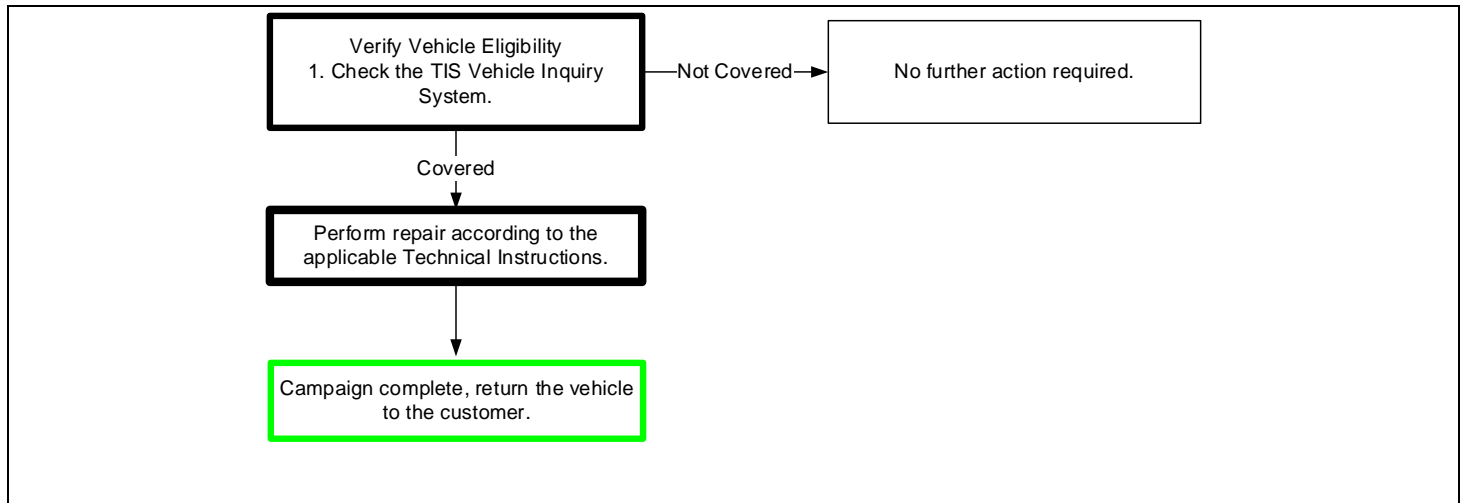 Verify Vehicle Eligibility
1. Check the TIS Vehicle Inquiry
System.
Not Covered
No further action required.
Covered
Perform repair according to the
applicable Technical Instructions.
Campaign complete, return the vehicle
to the customer.